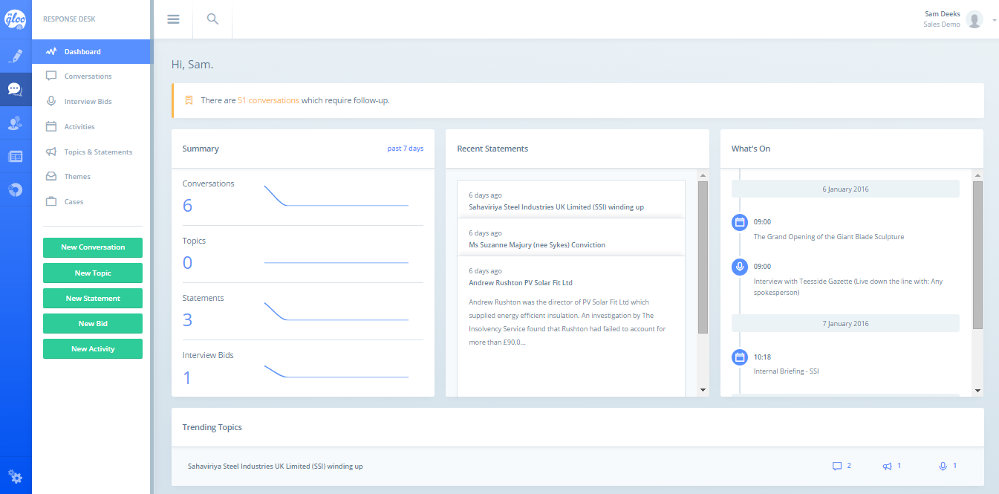 gloo
RESPONSE DESK
Sam Deeks
Sales Demo
Dashboard
Conversations
Interview Bids
Activities
Topics & Statements
Themes
Cases
New Conversation
New Topic
New Statement
New Bid
New Activity
Hi, Sam.
There are 51 conversations which require follow-up.
Summary
past 7 days
Conversations
6
Topics
0
Statements
3
Interview Bids
1
Recent Statements
6 days ago
Sahaviriya Steel Industries UK Limited (SSI) winding up
6 days ago
Ms Suzanne Majury (nee Sykes) Conviction
6 days ago
Andrew Rushton PV Solar Fit Ltd
Andrew Rushton was the director of PV Solar Fit Ltd which
supplied energy efficient insulation. An investigation by The
Insolvency Service found that Rushton had failed to account for
more than £90,0...
What's On
6 January 2016
09:00
The Grand Opening of the Giant Blade Sculpture
09:00
Interview with Teesside Gazette (Live down the line with: Any
spokesperson)
7 January 2016
10:18
Internal Briefing - SSI
Trending Topics
Sahaviriya Steel Industries UK Limited (SSI) winding up
2
1
1